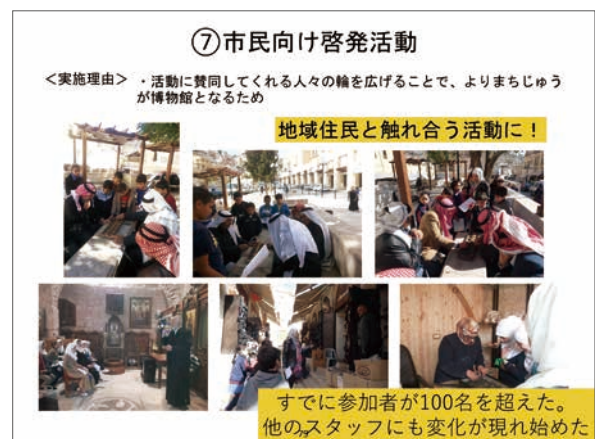 ⑦市民向け啓発活動
<実施理由> ・活動に賛同してくれる人々の輪を広げることで、よりまちじゅう
が博物館となるため
地域住民と触れ合う活動に！
すでに参加者が100名を超えた。
他のスタッフにも変化が現れ始めた